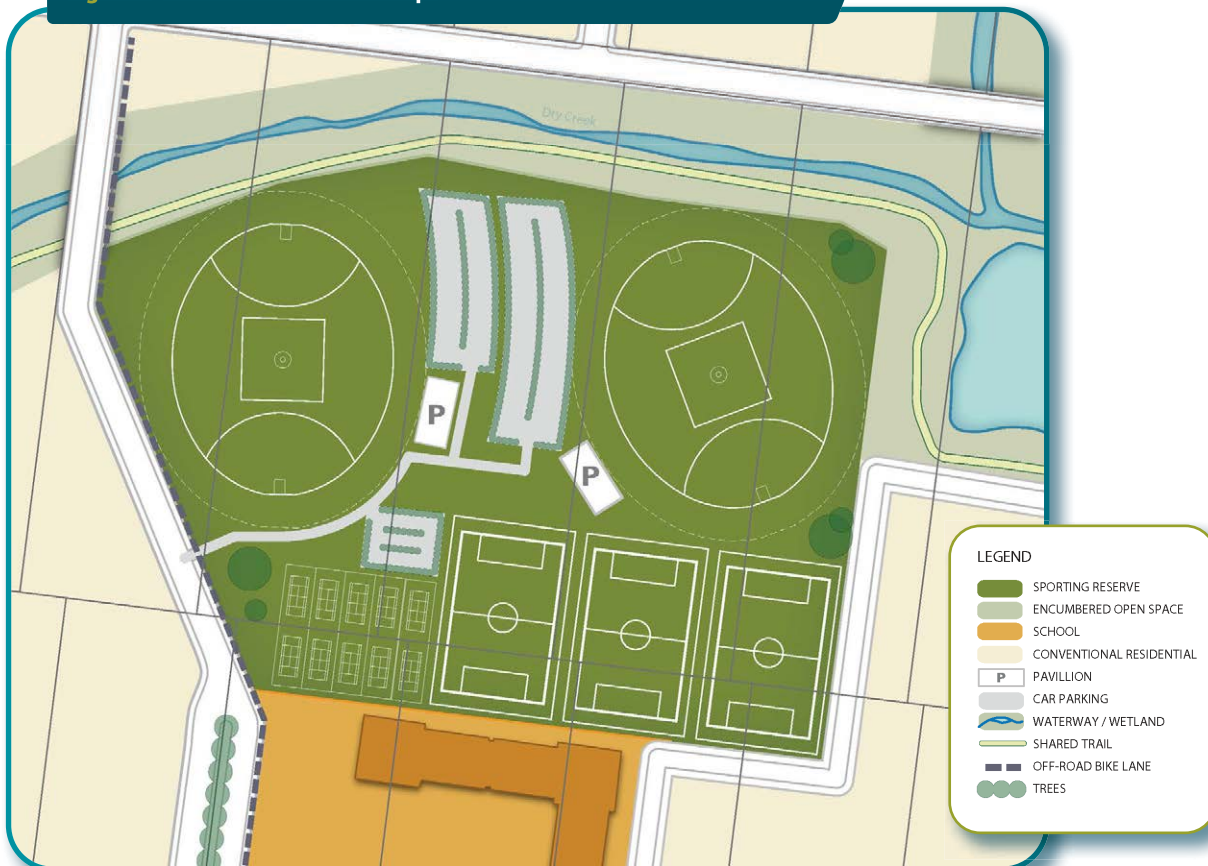 Dry Creek
P
P
LEGEND
SPORTING RESERVE
ENCUMBERED OPEN SPACE
SCHOOL
CONVENTIONAL RESIDENTIAL
P PAVILLION
CAR PARKING
WATERWAY / WETLAND
SHARED TRAIL
OFF-ROAD BIKE LANE
TREES